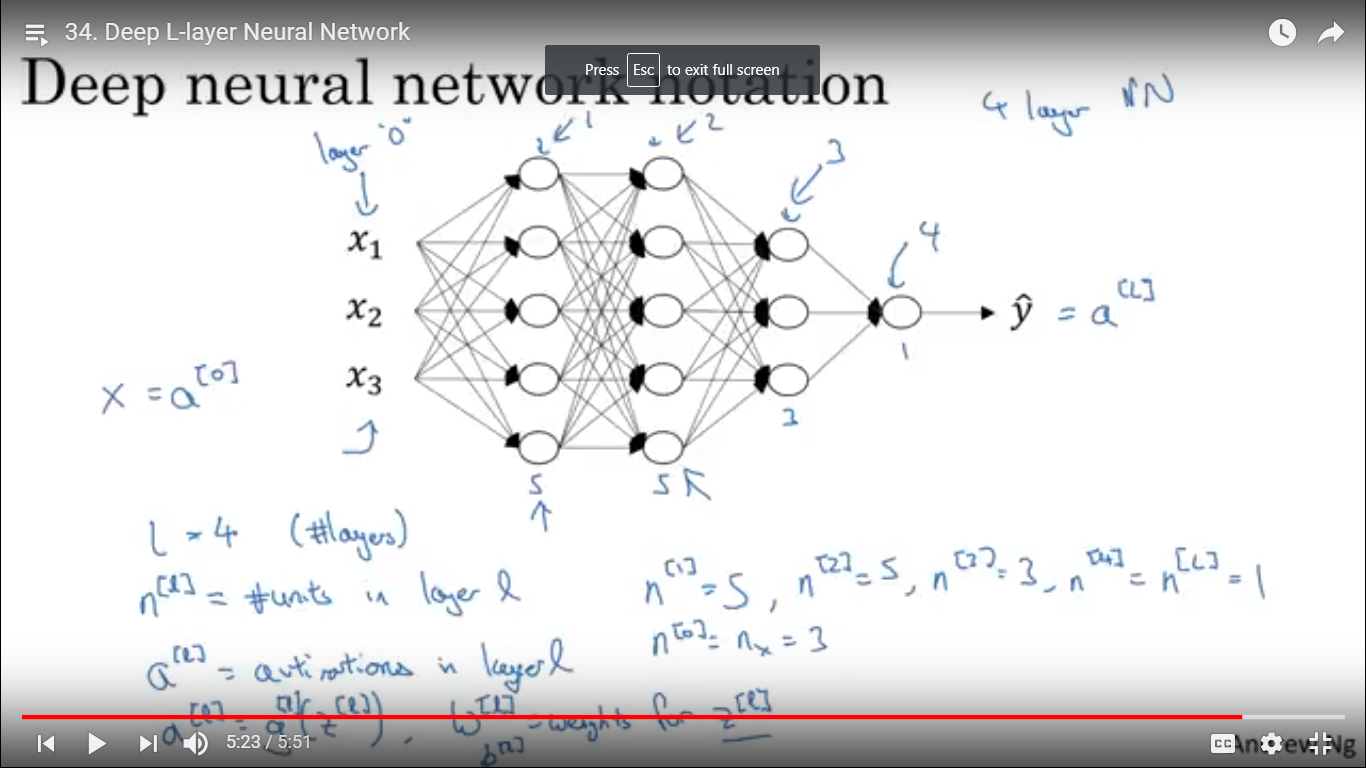 34. Deep L-layer Neural Network
Press Esc to exit full screen
Deep neural network notation
4 layer NN
layer "0"
1
2
3
4
x₁
x₂
x₃
ŷ = a^[L]
X = a^[0]
5
5
3
1
L = 4 (#layers)
n^[l] = #units in layer l
n^[1] = 5, n^[2] = 5, n^[3] = 3, n^[4] = n^[L] = 1
n^[0] = nₓ = 3
a^[l] = activations in layer l
a^[l] = g^[l](z^[l]), W^[l] = weights for z^[l]
b^[l]
5:23 / 5:51
CC
Andrew Ng